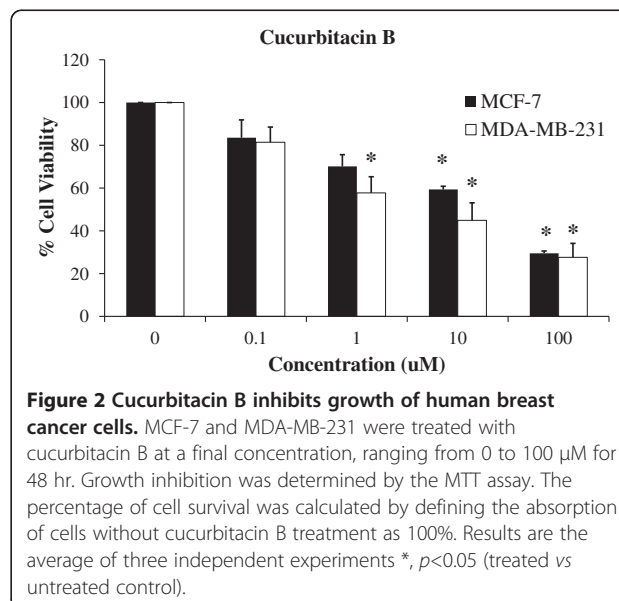 Cucurbitacin B
120
100
80
60
40
20
0
% Cell Viability
MCF-7
MDA-MB-231
*
*
*
*
*
0 0.1 1 10 100
Concentration (uM)
Figure 2 Cucurbitacin B inhibits growth of human breast
cancer cells. MCF-7 and MDA-MB-231 were treated with
cucurbitacin B at a final concentration, ranging from 0 to 100 μM for
48 hr. Growth inhibition was determined by the MTT assay. The
percentage of cell survival was calculated by defining the absorption
of cells without cucurbitacin B treatment as 100%. Results are the
average of three independent experiments *, p<0.05 (treated vs
untreated control).